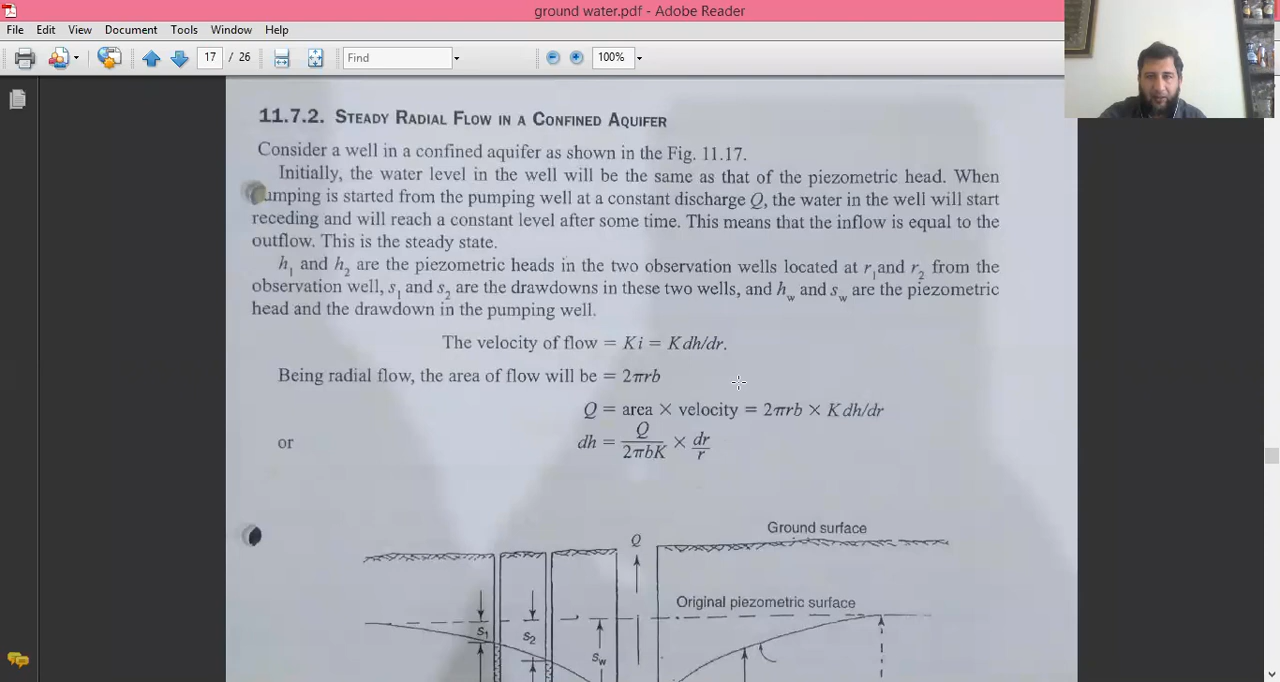 ground water.pdf - Adobe Reader
File Edit View Document Tools Window Help
17 / 26 Find 100%
11.7.2. STEADY RADIAL FLOW IN A CONFINED AQUIFER
Consider a well in a confined aquifer as shown in the Fig. 11.17.
Initially, the water level in the well will be the same as that of the piezometric head. When
umping is started from the pumping well at a constant discharge Q, the water in the well will start
receding and will reach a constant level after some time. This means that the inflow is equal to the
outflow. This is the steady state.
h₁ and h₂ are the piezometric heads in the two observation wells located at r₁ and r₂ from the
observation well, s₁ and s₂ are the drawdowns in these two wells, and h_w and s_w are the piezometric
head and the drawdown in the pumping well.
The velocity of flow = Ki = Kdh/dr.
Being radial flow, the area of flow will be = 2πrb
Q = area × velocity = 2πrb × Kdh/dr
or dh = Q/2πbK × dr/r
Ground surface
Q
Original piezometric surface
s₁ s₂ s_w